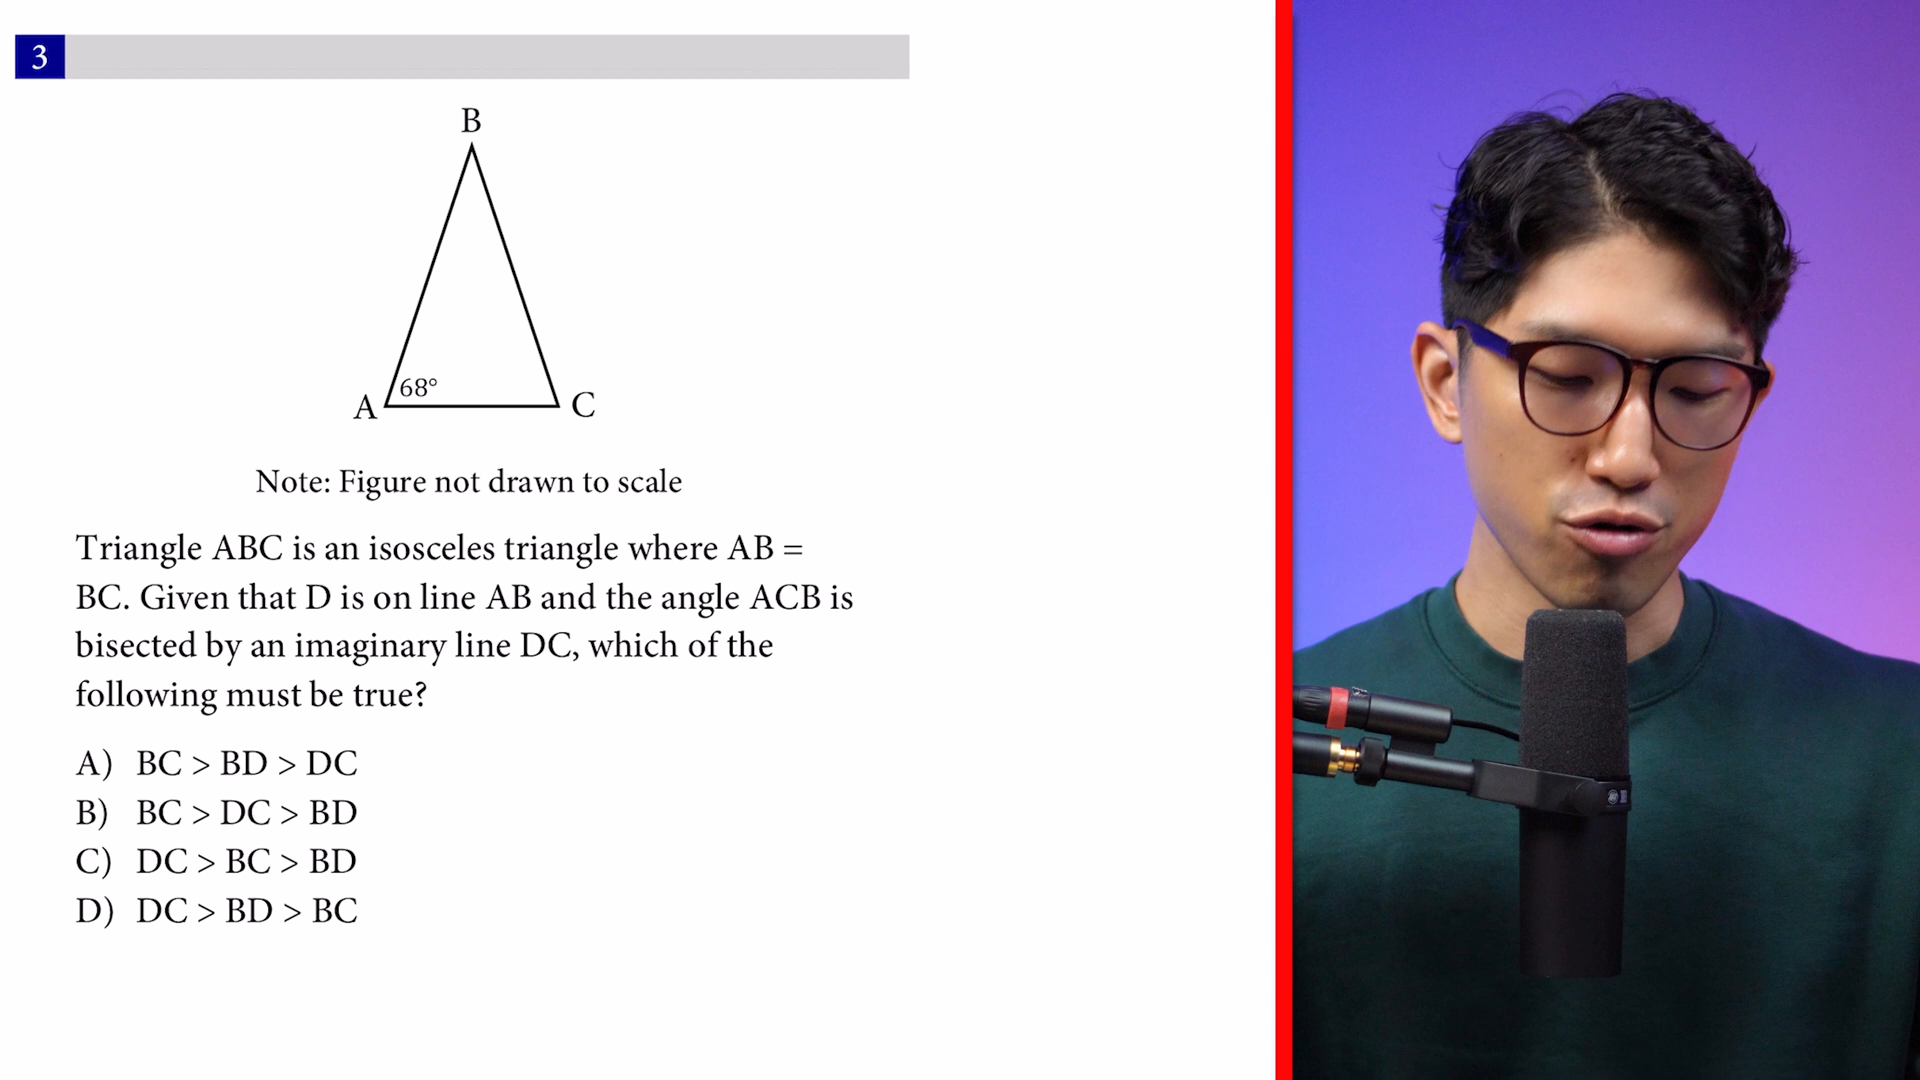 3
B
68°
A
C
Note: Figure not drawn to scale
Triangle ABC is an isosceles triangle where AB =
BC. Given that D is on line AB and the angle ACB is
bisected by an imaginary line DC, which of the
following must be true?
A) BC > BD > DC
B) BC > DC > BD
C) DC > BC > BD
D) DC > BD > BC